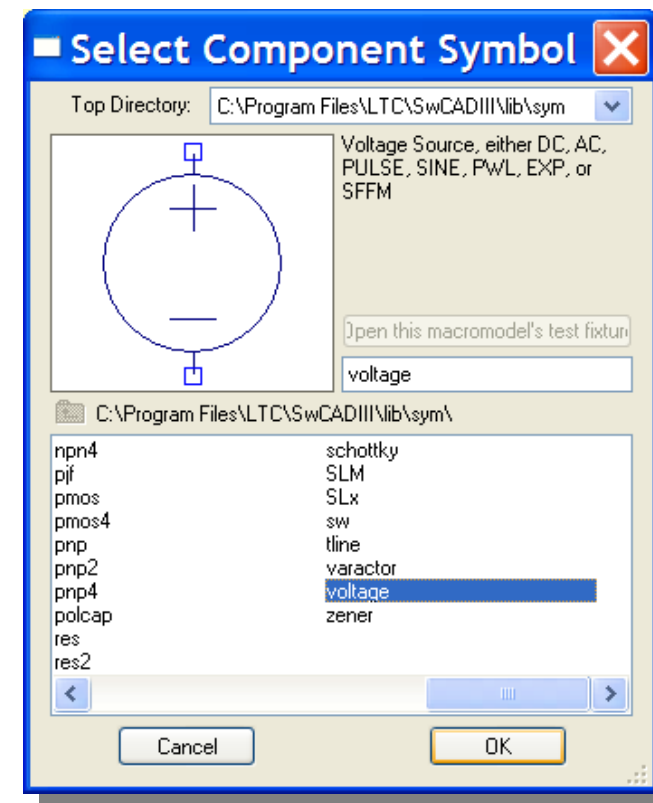 Select Component Symbol
Top Directory: C:\Program Files\LTC\SwCADIII\lib\sym
Voltage Source, either DC, AC,
PULSE, SINE, PWL, EXP, or
SFFM
Open this macromodel's test fixture
voltage
C:\Program Files\LTC\SwCADIII\lib\sym\
npn4 schottky
pjf SLM
pmos SLx
pmos4 sw
pnp tline
pnp2 varactor
pnp4 voltage
polcap zener
res
res2
Cancel OK